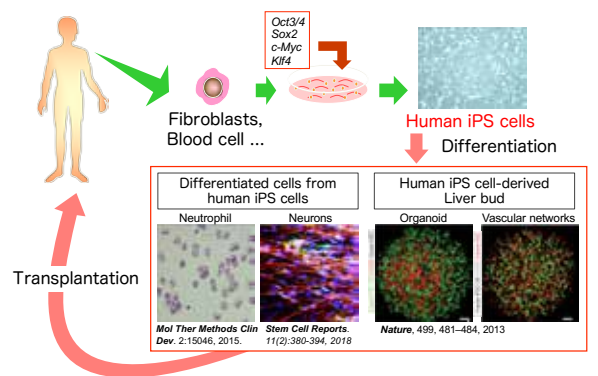 Oct3/4
Sox2
c-Myc
Klf4
Fibroblasts,
Blood cell ...
Human iPS cells
Differentiation
Differentiated cells from
human iPS cells
Human iPS cell-derived
Liver bud
Neutrophil
Neurons
Organoid
Vascular networks
Transplantation
Mol Ther Methods Clin
Dev. 2:15046, 2015.
Stem Cell Reports.
11(2):380-394, 2018
Nature, 499, 481–484, 2013